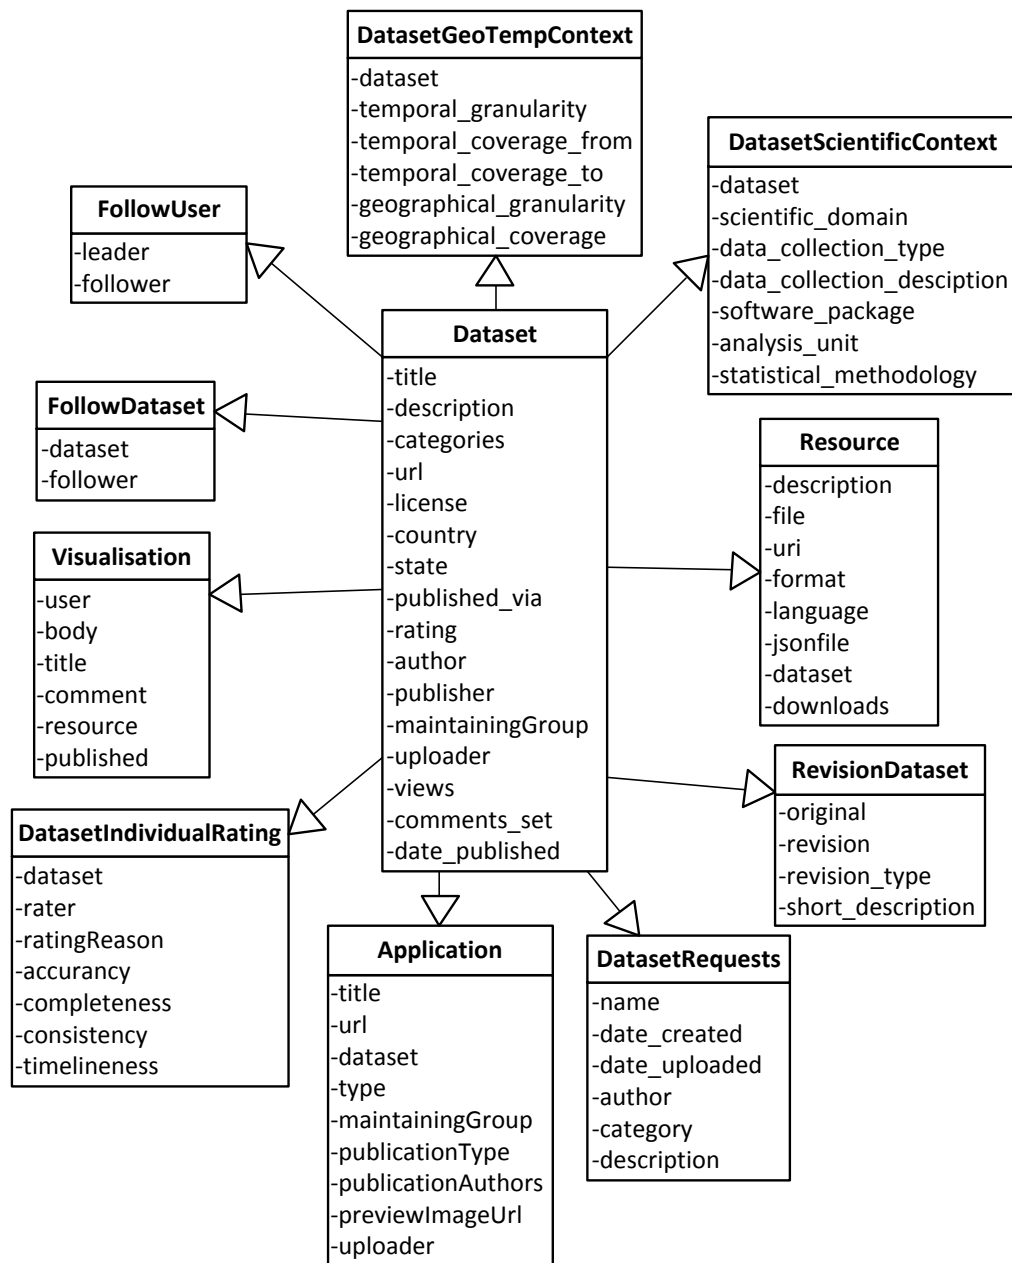 DatasetGeoTempContext
-dataset
-temporal_granularity
-temporal_coverage_from
-temporal_coverage_to
-geographical_granularity
-geographical_coverage
DatasetScientificContext
-dataset
-scientific_domain
-data_collection_type
-data_collection_desciption
-software_package
-analysis_unit
-statistical_methodology
FollowUser
-leader
-follower
Dataset
-title
-description
-categories
-url
-license
-country
-state
-published_via
-rating
-author
-publisher
-maintainingGroup
-uploader
-views
-comments_set
-date_published
FollowDataset
-dataset
-follower
Resource
-description
-file
-uri
-format
-language
-jsonfile
-dataset
-downloads
Visualisation
-user
-body
-title
-comment
-resource
-published
RevisionDataset
-original
-revision
-revision_type
-short_description
DatasetIndividualRating
-dataset
-rater
-ratingReason
-accurancy
-completeness
-consistency
-timelineness
Application
-title
-url
-dataset
-type
-maintainingGroup
-publicationType
-publicationAuthors
-previewImageUrl
-uploader
DatasetRequests
-name
-date_created
-date_uploaded
-author
-category
-description